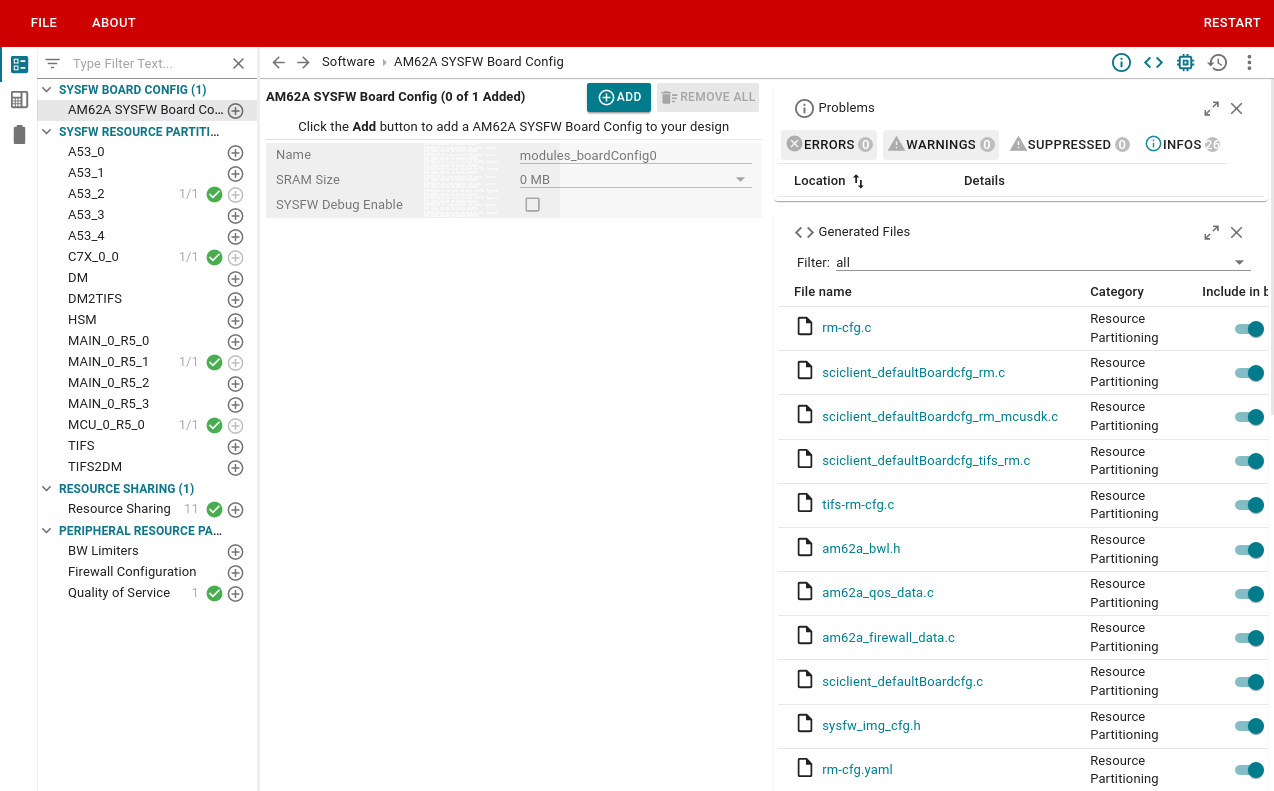 FILE ABOUT RESTART
Type Filter Text...
Software › AM62A SYSFW Board Config
SYSFW BOARD CONFIG (1)
AM62A SYSFW Board Co...
SYSFW RESOURCE PARTITI...
A53_0
A53_1
A53_2 1/1
A53_3
A53_4
C7X_0_0 1/1
DM
DM2TIFS
HSM
MAIN_0_R5_0
MAIN_0_R5_1 1/1
MAIN_0_R5_2
MAIN_0_R5_3
MCU_0_R5_0 1/1
TIFS
TIFS2DM
RESOURCE SHARING (1)
Resource Sharing 11
PERIPHERAL RESOURCE PA...
BW Limiters
Firewall Configuration
Quality of Service 1
AM62A SYSFW Board Config (0 of 1 Added) ADD REMOVE ALL
Click the Add button to add a AM62A SYSFW Board Config to your design
Name modules_boardConfig0
SRAM Size 0 MB
SYSFW Debug Enable
Problems
ERRORS 0 WARNINGS 0 SUPPRESSED 0 INFOS 26
Location Details
Generated Files
Filter: all
File name Category Include in b
rm-cfg.c Resource
Partitioning
sciclient_defaultBoardcfg_rm.c Resource
Partitioning
sciclient_defaultBoardcfg_rm_mcusdk.c Resource
Partitioning
sciclient_defaultBoardcfg_tifs_rm.c Resource
Partitioning
tifs-rm-cfg.c Resource
Partitioning
am62a_bwl.h Resource
Partitioning
am62a_qos_data.c Resource
Partitioning
am62a_firewall_data.c Resource
Partitioning
sciclient_defaultBoardcfg.c Resource
Partitioning
sysfw_img_cfg.h Resource
Partitioning
rm-cfg.yaml Resource
Partitioning